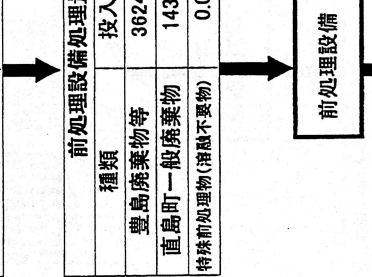 前処理設備処理
種類 投入
豊島廃棄物等 3624
直島町一般廃棄物 143
特殊前処理物(溶融不要物) 0.0
前処理設備